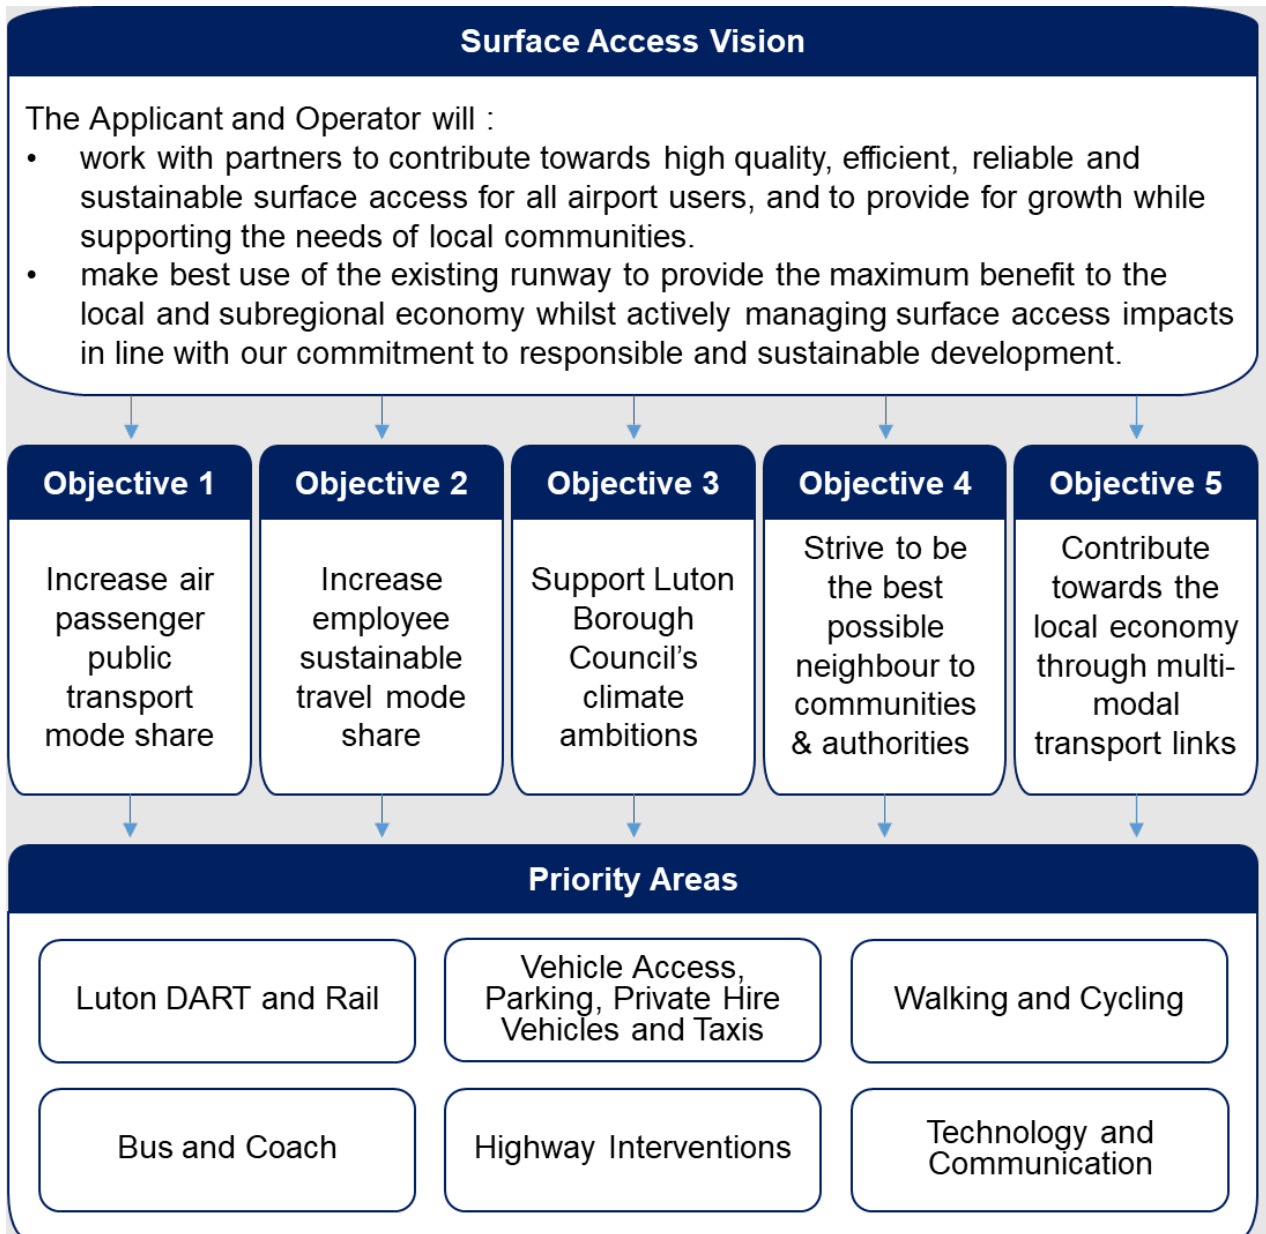 Surface Access Vision
The Applicant and Operator will :
• work with partners to contribute towards high quality, efficient, reliable and
sustainable surface access for all airport users, and to provide for growth while
supporting the needs of local communities.
• make best use of the existing runway to provide the maximum benefit to the
local and subregional economy whilst actively managing surface access impacts
in line with our commitment to responsible and sustainable development.
Objective 1
Increase air
passenger
public
transport
mode share
Objective 2
Increase
employee
sustainable
travel mode
share
Objective 3
Support Luton
Borough
Council’s
climate
ambitions
Objective 4
Strive to be
the best
possible
neighbour to
communities
& authorities
Objective 5
Contribute
towards the
local economy
through multi-
modal
transport links
Priority Areas
Luton DART and Rail
Vehicle Access,
Parking, Private Hire
Vehicles and Taxis
Walking and Cycling
Bus and Coach
Highway Interventions
Technology and
Communication